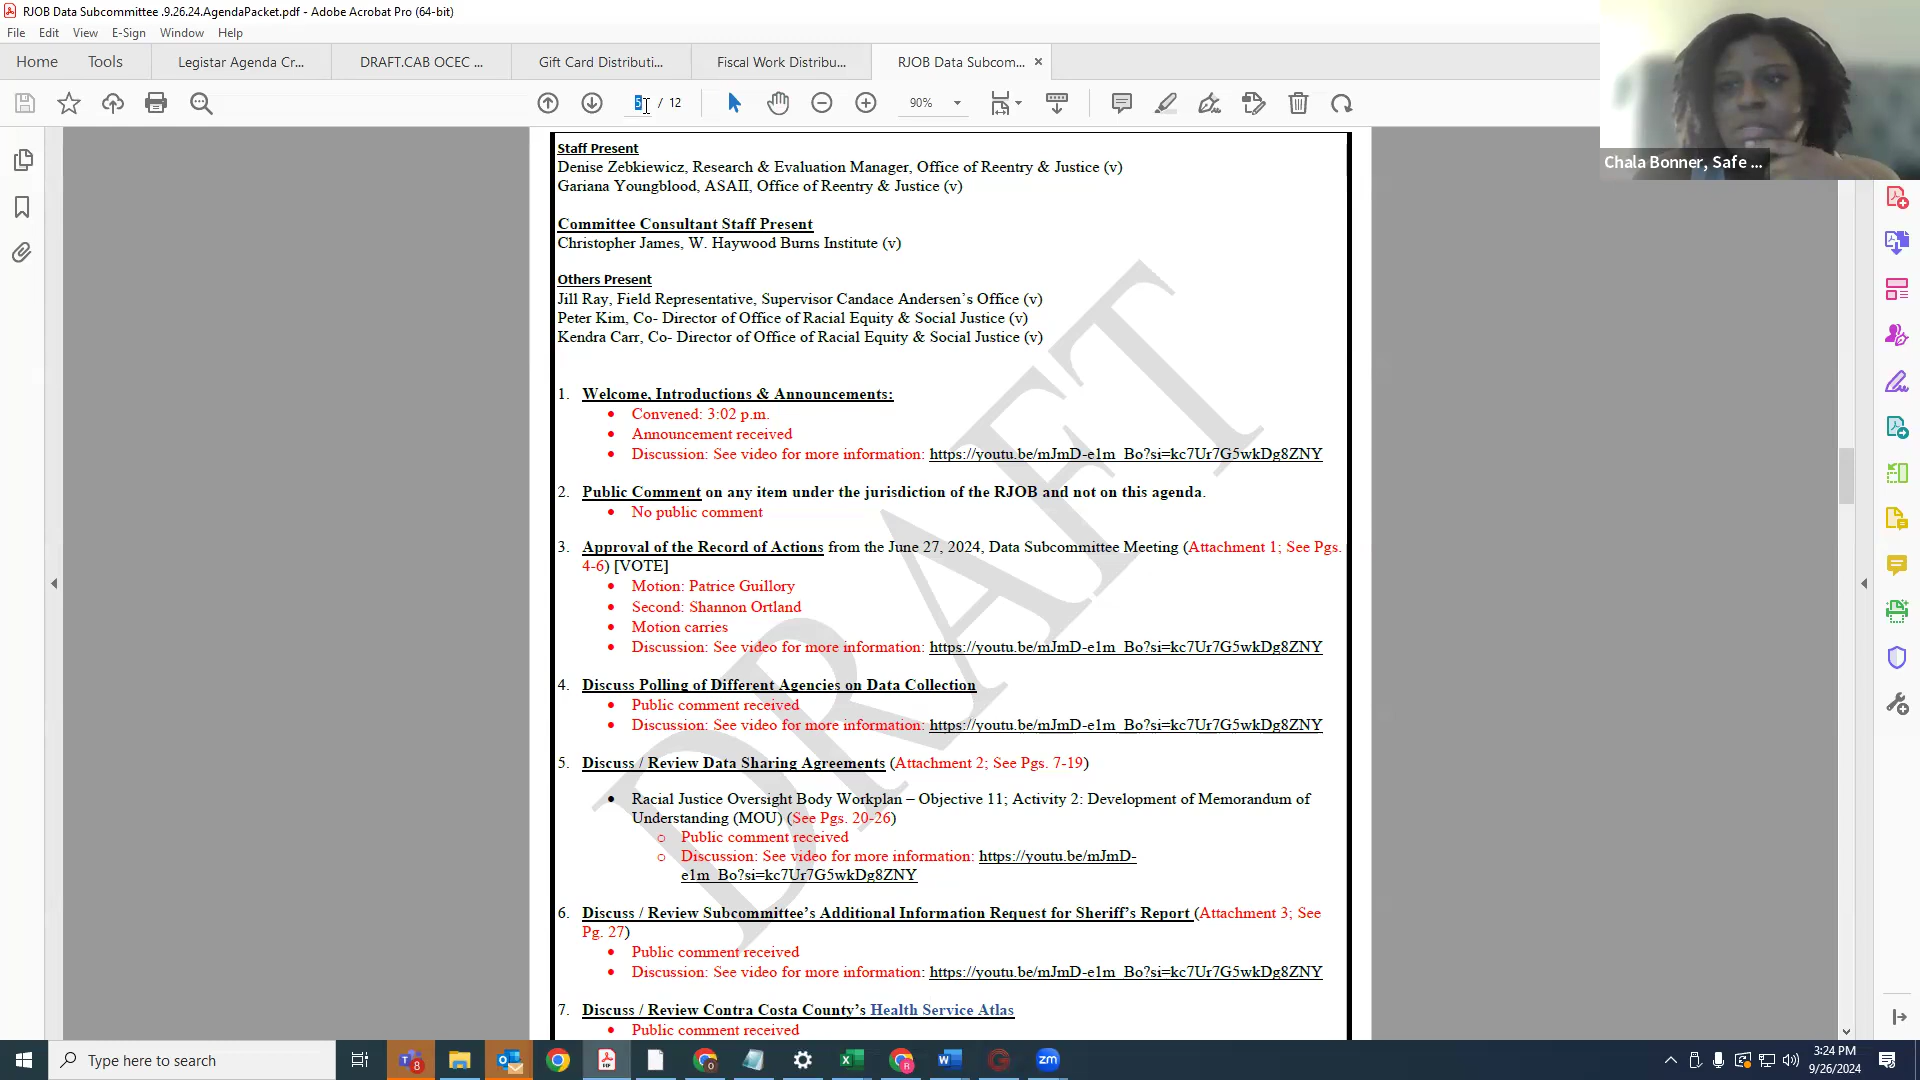 RJOB Data Subcommittee .9.26.24.AgendaPacket.pdf - Adobe Acrobat Pro (64-bit)
File Edit View E-Sign Window Help
Home Tools Legistar Agenda Cr... DRAFT.CAB OCEC ... Gift Card Distributi... Fiscal Work Distribu... RJOB Data Subcom... ×
5 / 12 90%
Chala Bonner, Safe ...
Staff Present
Denise Zebkiewicz, Research & Evaluation Manager, Office of Reentry & Justice (v)
Gariana Youngblood, ASAII, Office of Reentry & Justice (v)
Committee Consultant Staff Present
Christopher James, W. Haywood Burns Institute (v)
Others Present
Jill Ray, Field Representative, Supervisor Candace Andersen's Office (v)
Peter Kim, Co- Director of Office of Racial Equity & Social Justice (v)
Kendra Carr, Co- Director of Office of Racial Equity & Social Justice (v)
1. Welcome, Introductions & Announcements:
• Convened: 3:02 p.m.
• Announcement received
• Discussion: See video for more information: https://youtu.be/mJmD-e1m_Bo?si=kc7Ur7G5wkDg8ZNY
2. Public Comment on any item under the jurisdiction of the RJOB and not on this agenda.
• No public comment
3. Approval of the Record of Actions from the June 27, 2024, Data Subcommittee Meeting (Attachment 1; See Pgs.
4-6) [VOTE]
• Motion: Patrice Guillory
• Second: Shannon Ortland
• Motion carries
• Discussion: See video for more information: https://youtu.be/mJmD-e1m_Bo?si=kc7Ur7G5wkDg8ZNY
4. Discuss Polling of Different Agencies on Data Collection
• Public comment received
• Discussion: See video for more information: https://youtu.be/mJmD-e1m_Bo?si=kc7Ur7G5wkDg8ZNY
5. Discuss / Review Data Sharing Agreements (Attachment 2; See Pgs. 7-19)
• Racial Justice Oversight Body Workplan – Objective 11; Activity 2: Development of Memorandum of
Understanding (MOU) (See Pgs. 20-26)
o Public comment received
o Discussion: See video for more information: https://youtu.be/mJmD-
e1m_Bo?si=kc7Ur7G5wkDg8ZNY
6. Discuss / Review Subcommittee's Additional Information Request for Sheriff's Report (Attachment 3; See
Pg. 27)
• Public comment received
• Discussion: See video for more information: https://youtu.be/mJmD-e1m_Bo?si=kc7Ur7G5wkDg8ZNY
7. Discuss / Review Contra Costa County's Health Service Atlas
• Public comment received
DRAFT
Type here to search
8
3:24 PM
9/26/2024